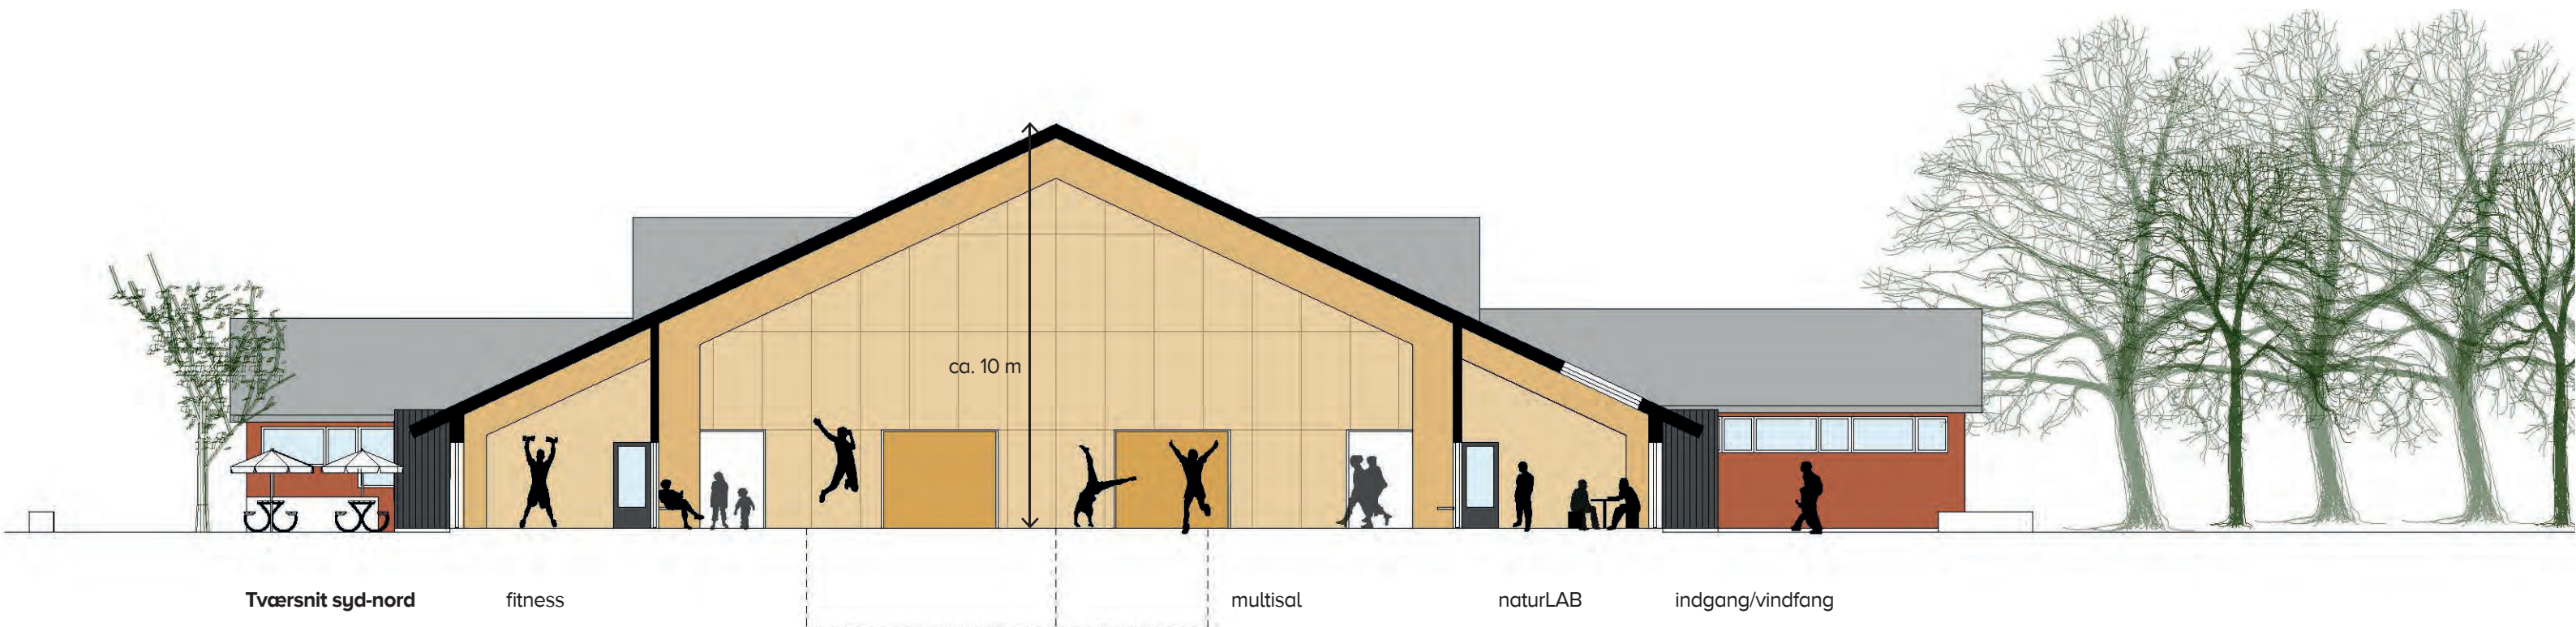 ca. 10 m
Tværsnit syd-nord
fitness
multisal
naturLAB
indgang/vindfang